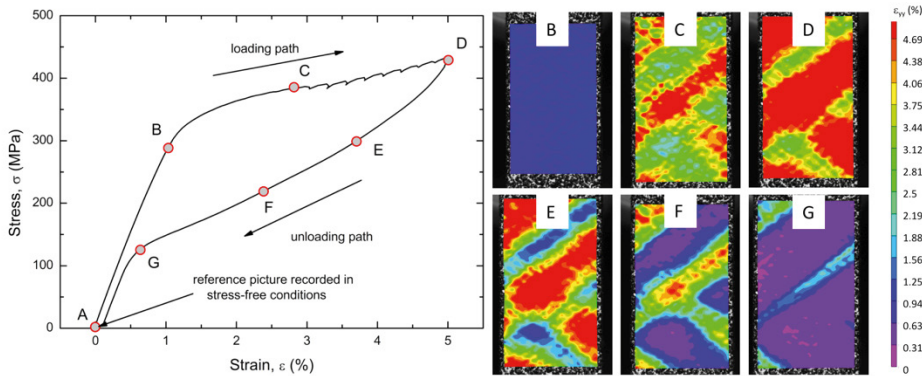 500
400
300
200
100
0
Stress, σ (MPa)
0
1
2
3
4
5
Strain, ε (%)
loading path
D
C
B
E
F
unloading path
G
reference picture recorded in
stress-free conditions
A
B
C
D
E
F
G
εyy (%)
4.69
4.38
4.06
3.75
3.44
3.12
2.81
2.5
2.19
1.88
1.56
1.25
0.94
0.63
0.31
0